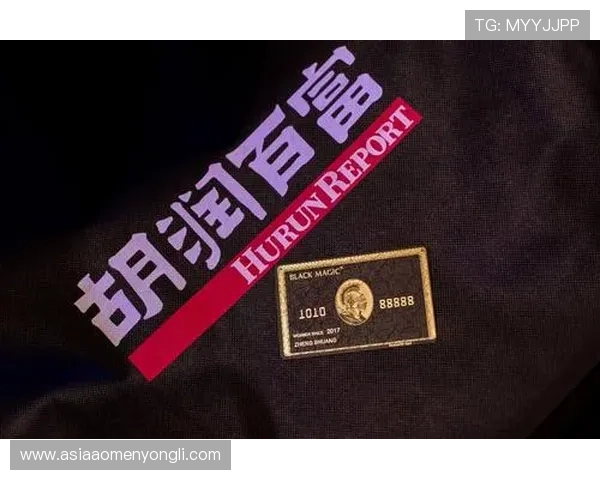 TG: MYYJJPP
胡润百富
HURUN REPORT
BLACK MAGIC
TOTO 88888
MEMBER SINCE 2017
ZHENG SHUANG
www.asiaaomenyongli.com